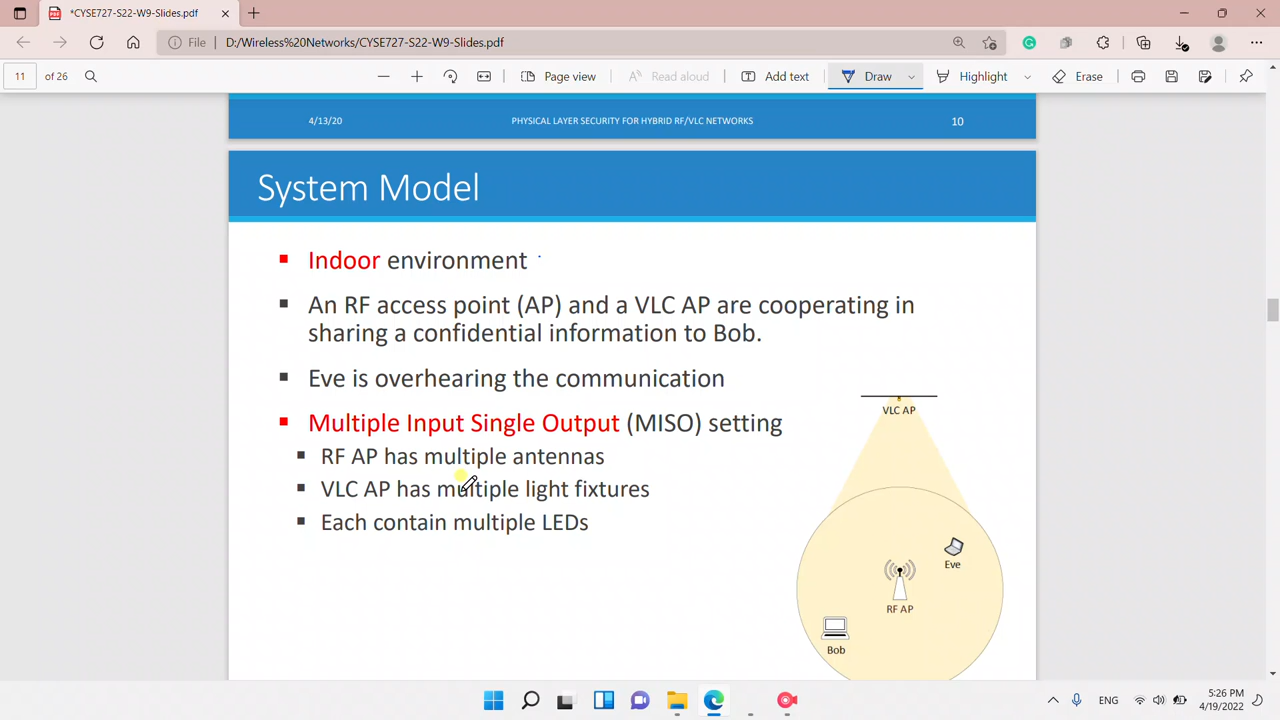 *CYSE727-S22-W9-Slides.pdf
File
D:/Wireless%20Networks/CYSE727-S22-W9-Slides.pdf
11 of 26
Page view
Read aloud
Add text
Draw
Highlight
Erase
4/13/20
PHYSICAL LAYER SECURITY FOR HYBRID RF/VLC NETWORKS
10
System Model
Indoor environment
An RF access point (AP) and a VLC AP are cooperating in
sharing a confidential information to Bob.
Eve is overhearing the communication
Multiple Input Single Output (MISO) setting
RF AP has multiple antennas
VLC AP has multiple light fixtures
Each contain multiple LEDs
VLC AP
Eve
RF AP
Bob
ENG
5:26 PM
4/19/2022